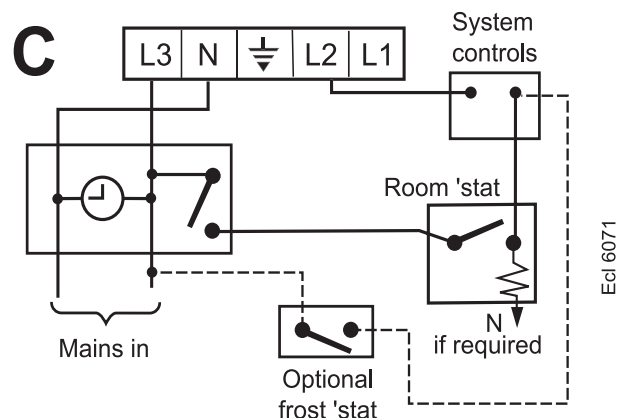 C
L3 N L2 L1
System
controls
Room 'stat
N
if required
Mains in
Optional
frost 'stat
Ecl 6071